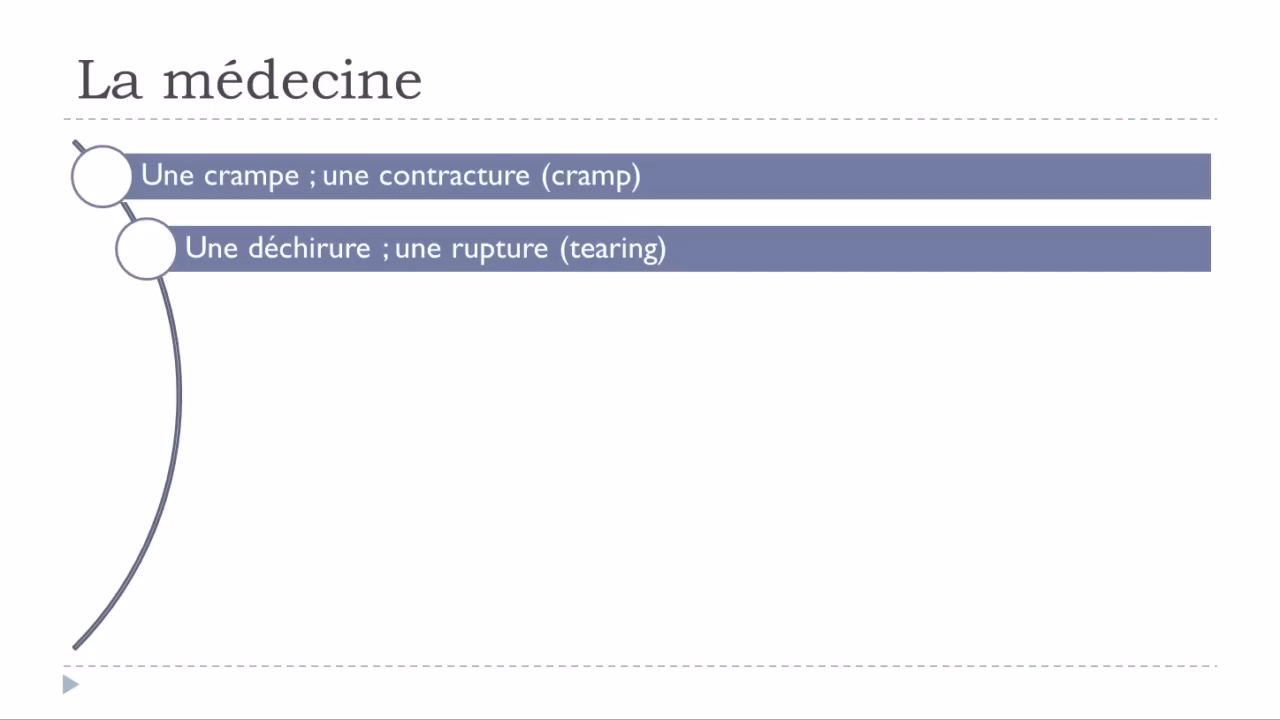 La médecine
Une crampe ; une contracture (cramp)
Une déchirure ; une rupture (tearing)